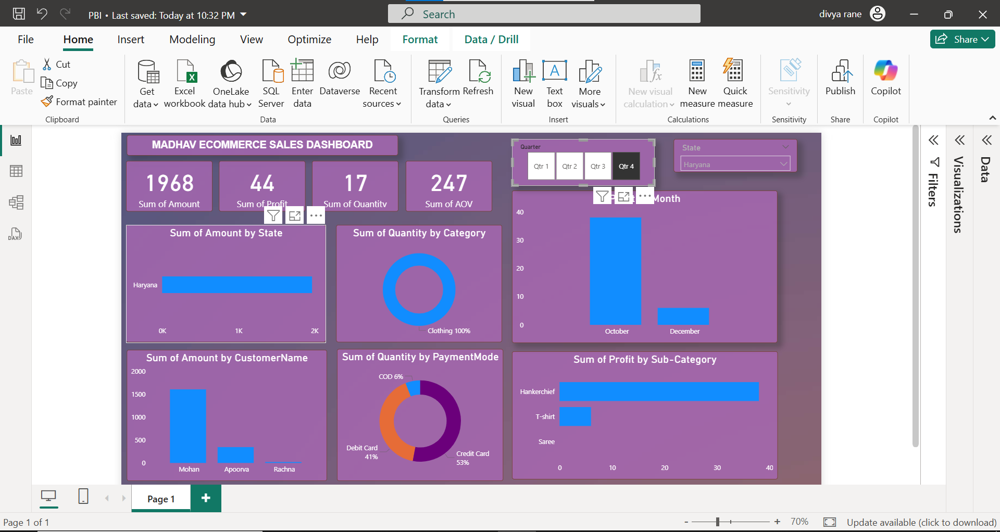 PBI • Last saved: Today at 10:32 PM
Search
divya rane
File
Home
Insert
Modeling
View
Optimize
Help
Format
Data / Drill
Share
Paste
Cut
Copy
Format painter
Clipboard
Get data
Excel workbook
OneLake data hub
SQL Server
Enter data
Dataverse
Recent sources
Data
Transform data
Refresh
Queries
New visual
Text box
More visuals
Insert
New visual calculation
New measure
Quick measure
Calculations
Sensitivity
Sensitivity
Publish
Share
Copilot
Copilot
DAX
MADHAV ECOMMERCE SALES DASHBOARD
1968
Sum of Amount
44
Sum of Profit
17
Sum of Quantity
247
Sum of AOV
Quarter
Qtr 1
Qtr 2
Qtr 3
Qtr 4
State
Haryana
Sum of Amount by State
Haryana
0K
1K
2K
Sum of Quantity by Category
Clothing 100%
Month
40
30
20
10
0
October
December
Sum of Amount by CustomerName
2000
1500
1000
500
0
Mohan
Apoorva
Rachna
Sum of Quantity by PaymentMode
COD 6%
Debit Card
41%
Credit Card
53%
Sum of Profit by Sub-Category
Hankerchief
T-shirt
Saree
0
10
20
30
40
Filters
Visualizations
Data
Page 1
Page 1 of 1
- + 70%
Update available (click to download)